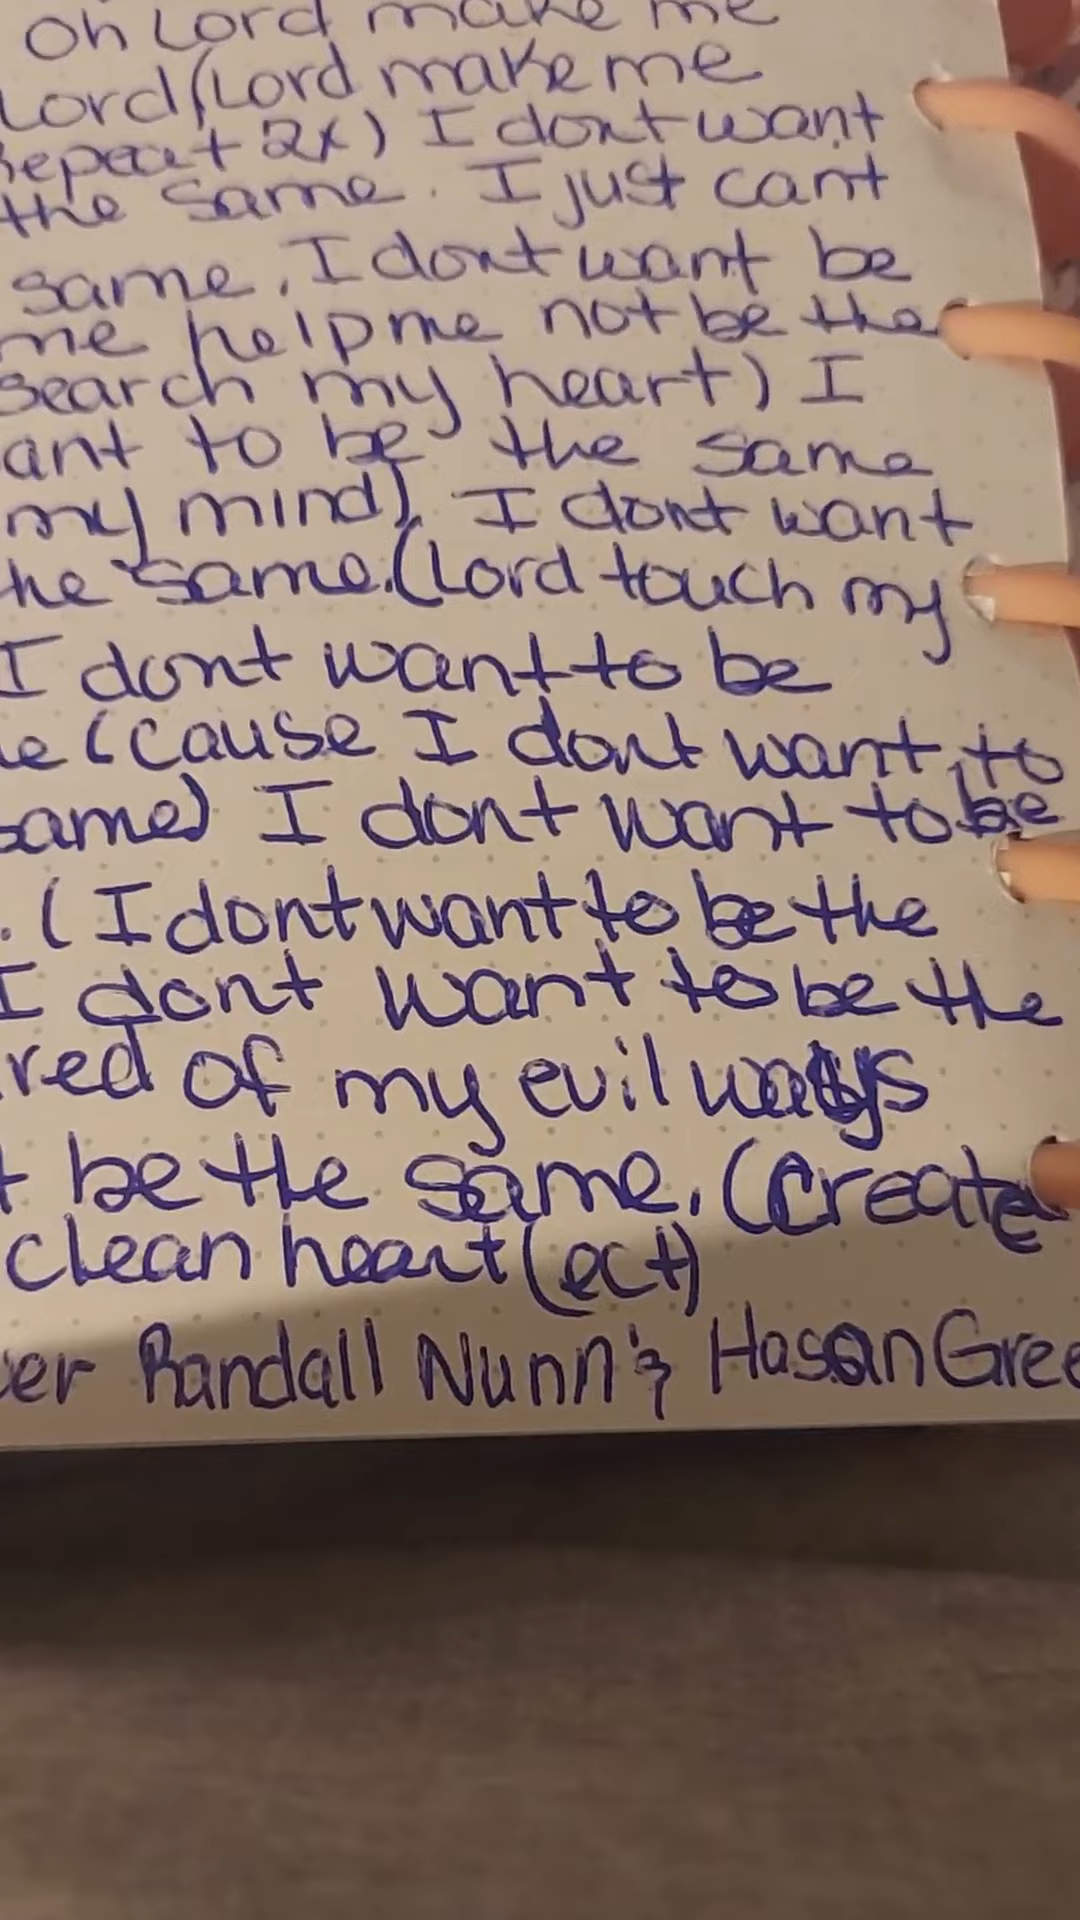 oh Lord make me
Lord (Lord make me
Repeat 2x) I dont want
the same. I just cant
same. I dont want be
me help me not be the
search my heart) I
ant to be the same
my mind). I dont want
he same. (Lord touch my
I dont want to be
e (cause I dont want to
same) I dont want to be
. (I dont want to be the
I dont want to be the
red of my evil ways
t be the same. (Create
clean heart (ect)
er Randall Nunn & Hasan Gree